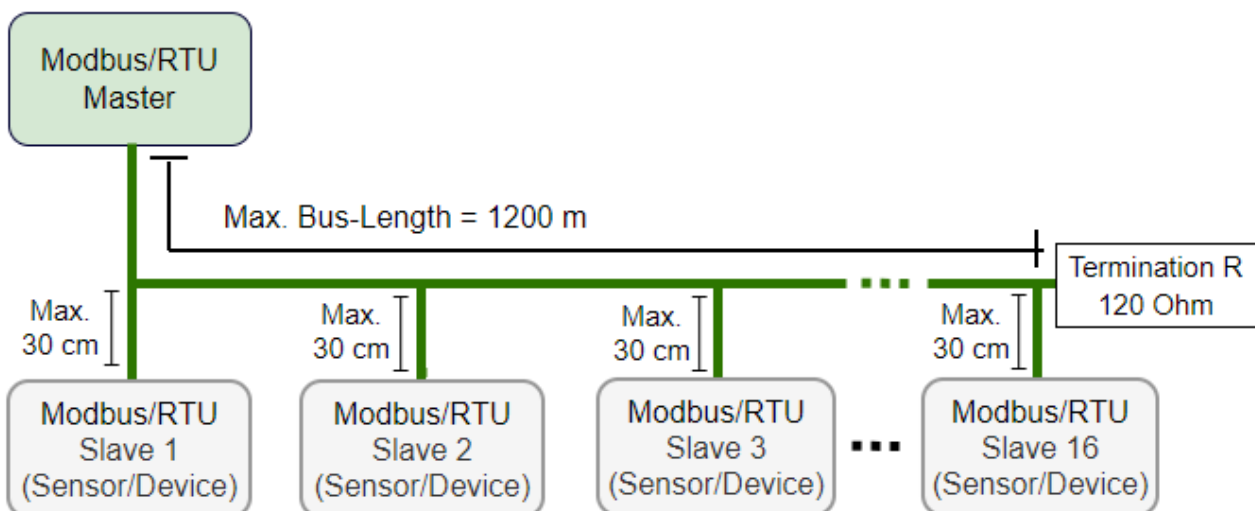 Modbus/RTU
Master
Max. Bus-Length = 1200 m
Termination R
120 Ohm
Max.
30 cm
Max.
30 cm
Max.
30 cm
Max.
30 cm
Modbus/RTU
Slave 1
(Sensor/Device)
Modbus/RTU
Slave 2
(Sensor/Device)
Modbus/RTU
Slave 3
(Sensor/Device)
Modbus/RTU
Slave 16
(Sensor/Device)